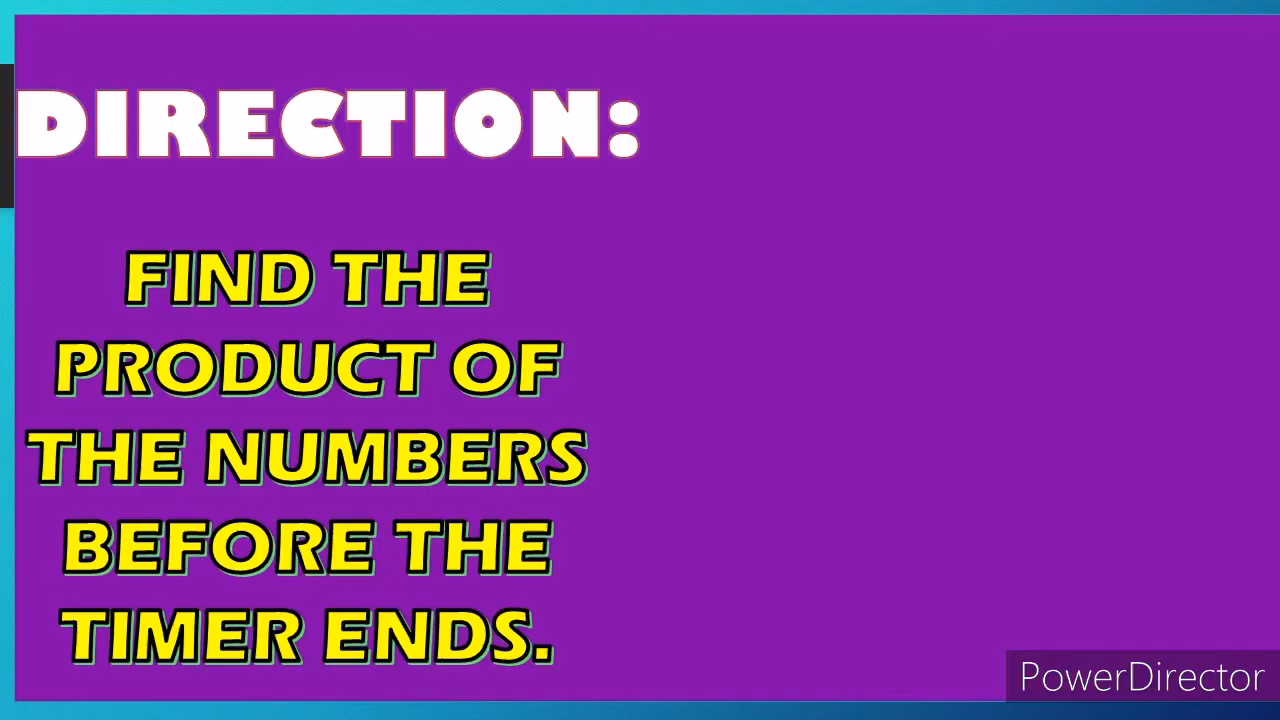 DIRECTION:
FIND THE
PRODUCT OF
THE NUMBERS
BEFORE THE
TIMER ENDS.
PowerDirector